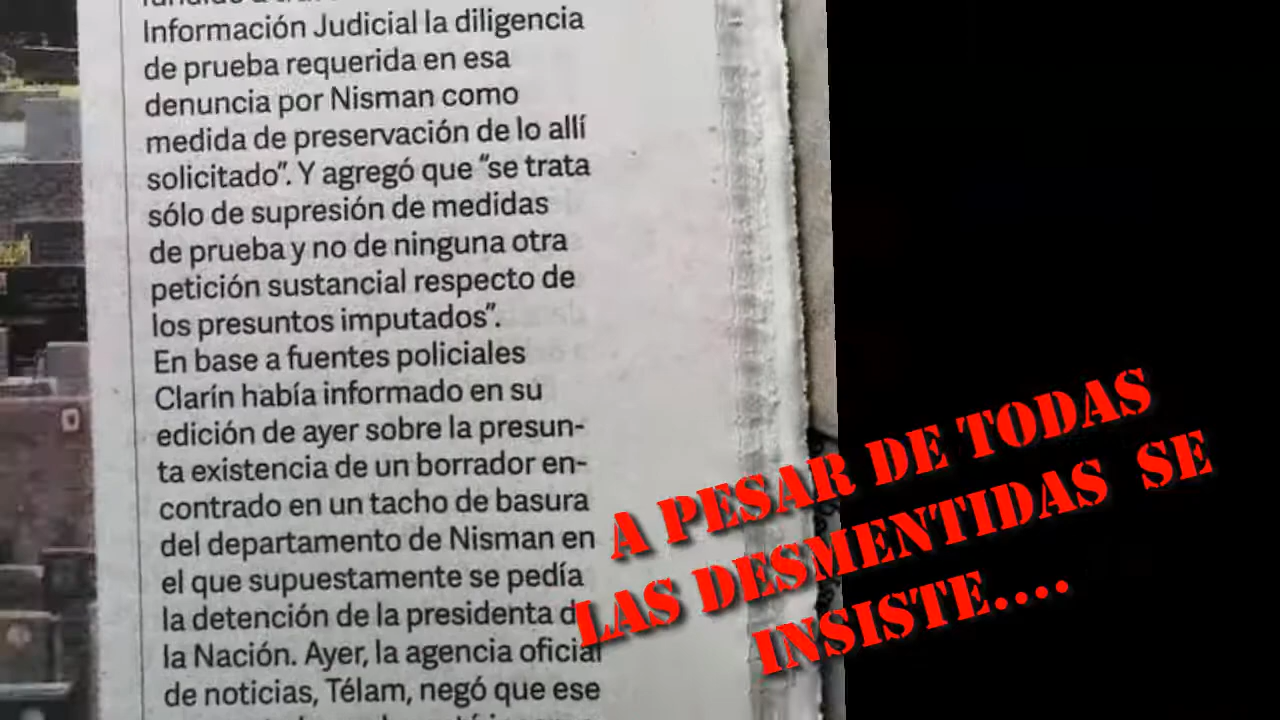 Información Judicial la diligencia
de prueba requerida en esa
denuncia por Nisman como
medida de preservación de lo allí
solicitado”. Y agregó que “se trata
sólo de supresión de medidas
de prueba y no de ninguna otra
petición sustancial respecto de
los presuntos imputados”.
En base a fuentes policiales
Clarín había informado en su
edición de ayer sobre la presun-
ta existencia de un borrador en-
contrado en un tacho de basura
del departamento de Nisman en
el que supuestamente se pedía
la detención de la presidenta de
la Nación. Ayer, la agencia oficial
de noticias, Télam, negó que ese
A PESAR DE TODAS
LAS DESMENTIDAS SE
INSISTE....